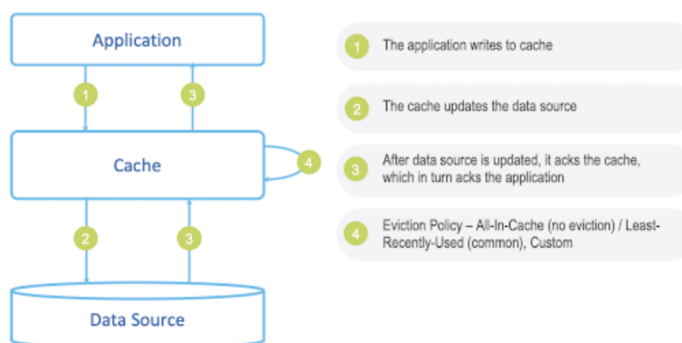 Application
1
3
Cache
4
2
3
Data Source
1
The application writes to cache
2
The cache updates the data source
3
After data source is updated, it acks the cache,
which in turn acks the application
4
Eviction Policy – All-In-Cache (no eviction) / Least-
Recently-Used (common), Custom